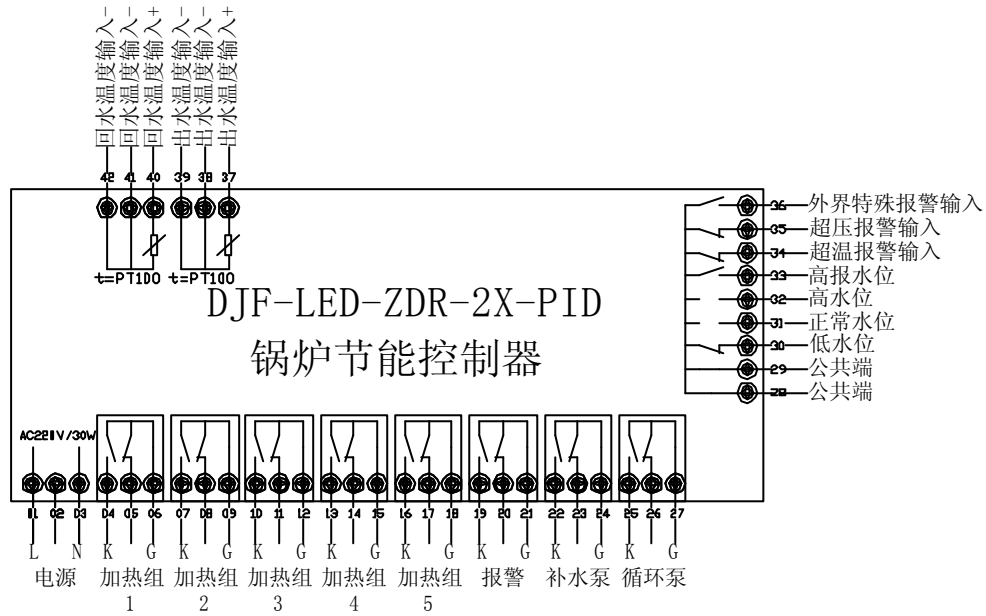 回水温度输入-
回水温度输入-
回水温度输入+
出水温度输入-
出水温度输入-
出水温度输入+
42 41 40 39 38 37
t=PT100 t=PT100
DJF-LED-ZDR-2X-PID
锅炉节能控制器
36 外界特殊报警输入
35 超压报警输入
34 超温报警输入
33 高报水位
32 高水位
31 正常水位
30 低水位
29 公共端
28 公共端
AC220V/30W
01 02 03 04 05 06 07 08 09 10 11 12 13 14 15 16 17 18 19 20 21 22 23 24 25 26 27
L N K G K G K G K G K G K G K G K G
电源 加热组 加热组 加热组 加热组 加热组 报警 补水泵 循环泵
1 2 3 4 5